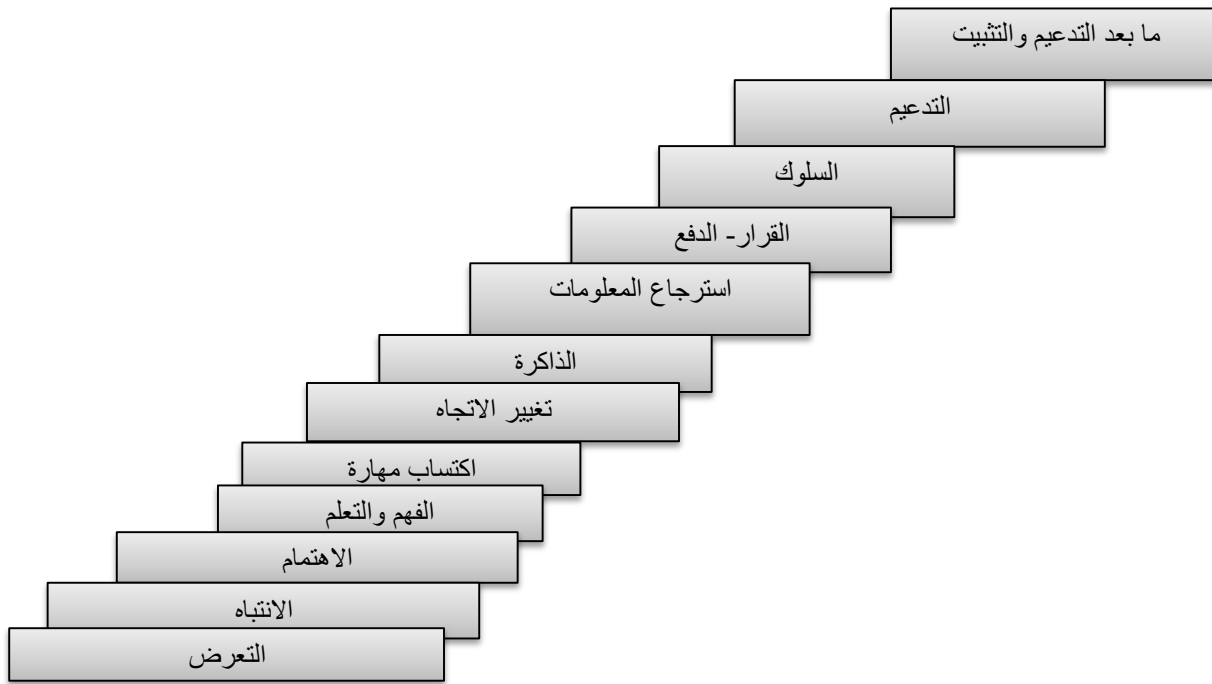 ما بعد التدعيم والتثبيت
التدعيم
السلوك
القرار- الدفع
استرجاع المعلومات
الذاكرة
تغيير الاتجاه
اكتساب مهارة
الفهم والتعلم
الاهتمام
الانتباه
التعرض